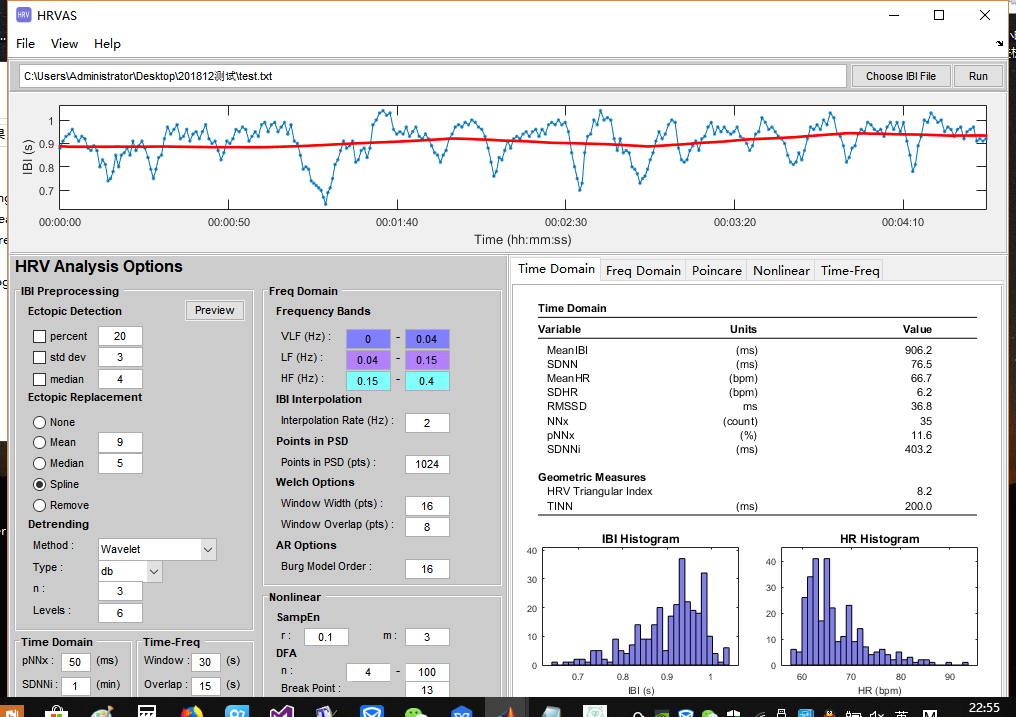 HRV HRVAS
File View Help
C:\Users\Administrator\Desktop\201812测试\test.txt Choose IBI File Run
IBI (s)
1
0.9
0.8
0.7
00:00:00 00:00:50 00:01:40 00:02:30 00:03:20 00:04:10
Time (hh:mm:ss)
HRV Analysis Options
IBI Preprocessing
Ectopic Detection Preview
percent 20
std dev 3
median 4
Ectopic Replacement
None
Mean 9
Median 5
Spline
Remove
Detrending
Method : Wavelet
Type : db
n : 3
Levels : 6
Time Domain
pNNx : 50 (ms)
SDNNi : 1 (min)
Time-Freq
Window : 30 (s)
Overlap : 15 (s)
Freq Domain
Frequency Bands
VLF (Hz) : 0 - 0.04
LF (Hz) : 0.04 - 0.15
HF (Hz) : 0.15 - 0.4
IBI Interpolation
Interpolation Rate (Hz) : 2
Points in PSD
Points in PSD (pts) : 1024
Welch Options
Window Width (pts) : 16
Window Overlap (pts) : 8
AR Options
Burg Model Order : 16
Nonlinear
SampEn
r : 0.1 m : 3
DFA
n : 4 - 100
Break Point : 13
Time Domain Freq Domain Poincare Nonlinear Time-Freq
Time Domain
Variable Units Value
MeanIBI (ms) 906.2
SDNN (ms) 76.5
MeanHR (bpm) 66.7
SDHR (bpm) 6.2
RMSSD ms 36.8
NNx (count) 35
pNNx (%) 11.6
SDNNi (ms) 403.2
Geometric Measures
HRV Triangular Index 8.2
TINN (ms) 200.0
IBI Histogram
40
30
20
10
0
0.7 0.8 0.9 1
IBI (s)
HR Histogram
40
30
20
10
0
60 70 80 90
HR (bpm)
英 22:55